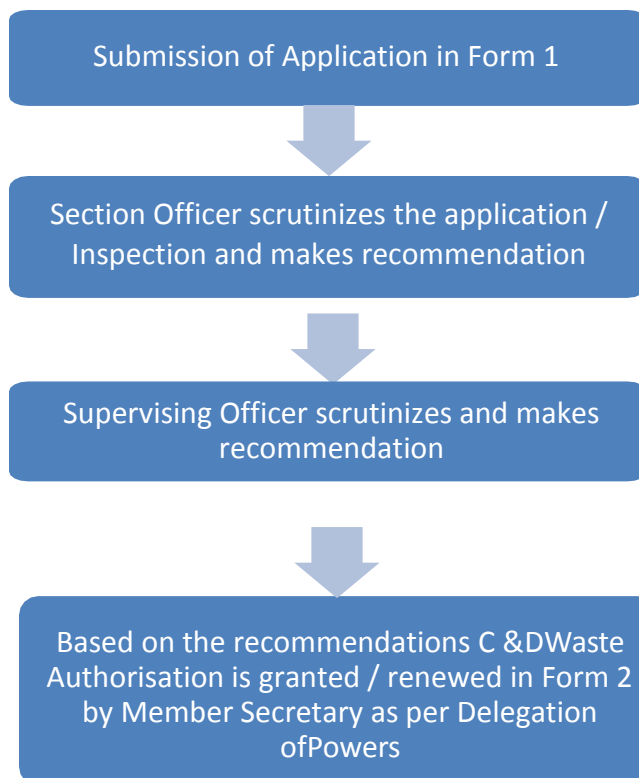 Submission of Application in Form 1
Section Officer scrutinizes the application /
Inspection and makes recommendation
Supervising Officer scrutinizes and makes
recommendation
Based on the recommendations C &DWaste
Authorisation is granted / renewed in Form 2
by Member Secretary as per Delegation
ofPowers